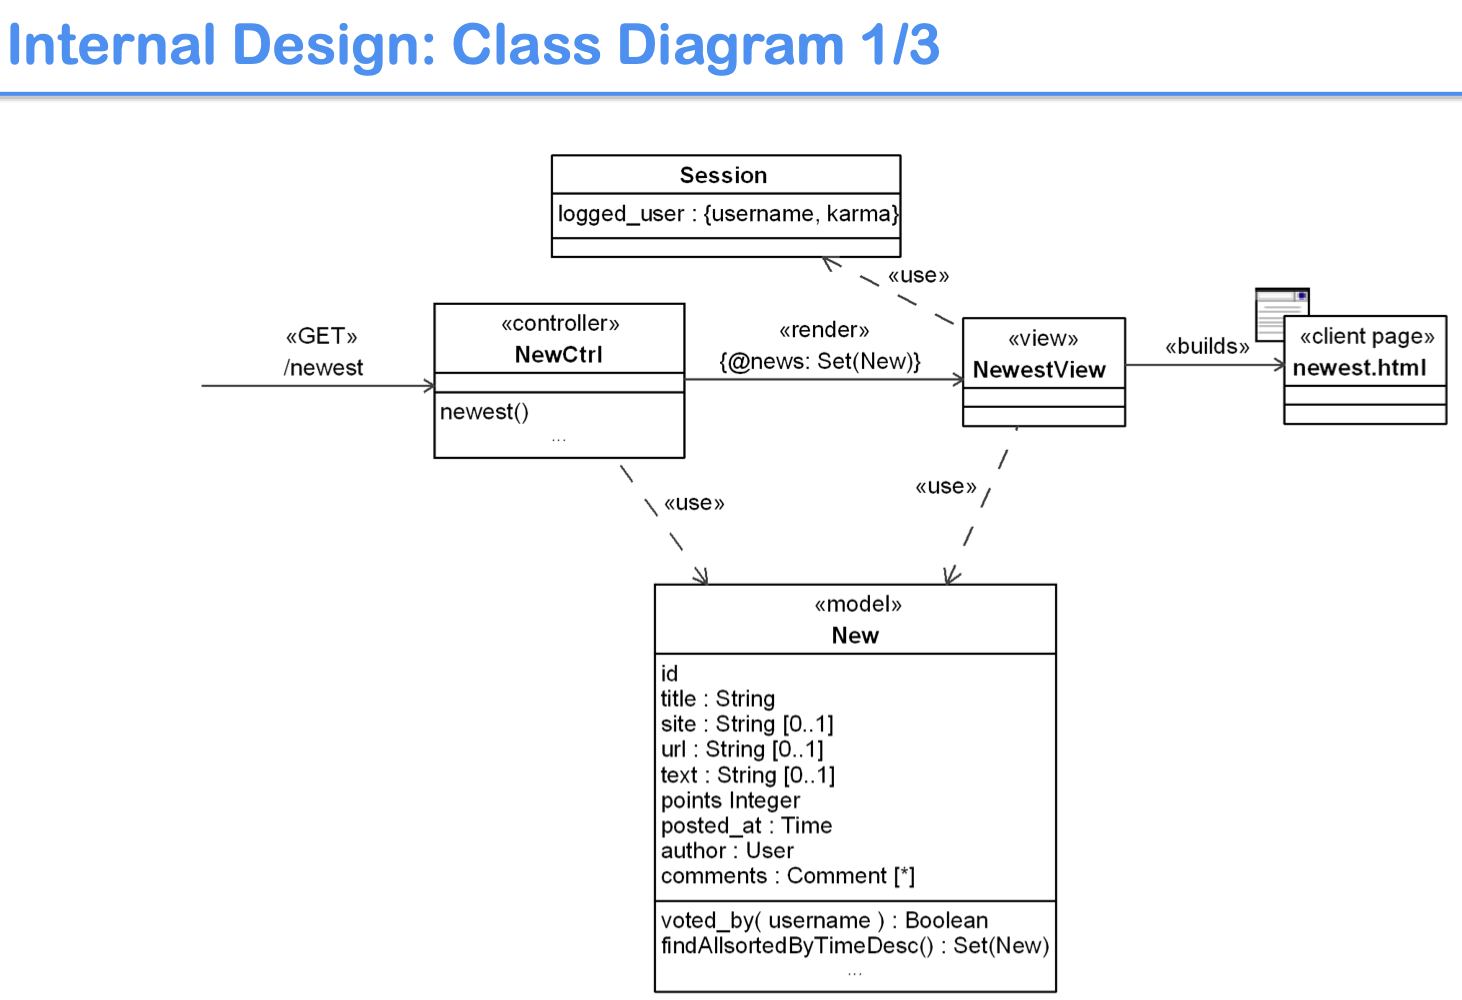 Internal Design: Class Diagram 1/3
Session
logged_user : {username, karma}
«use»
«GET»
/newest
«controller»
NewCtrl
newest()
...
«render»
{@news: Set(New)}
«view»
NewestView
«builds»
«client page»
newest.html
«use»
«use»
«model»
New
id
title : String
site : String [0..1]
url : String [0..1]
text : String [0..1]
points Integer
posted_at : Time
author : User
comments : Comment [*]
voted_by( username ) : Boolean
findAllsortedByTimeDesc() : Set(New)
...